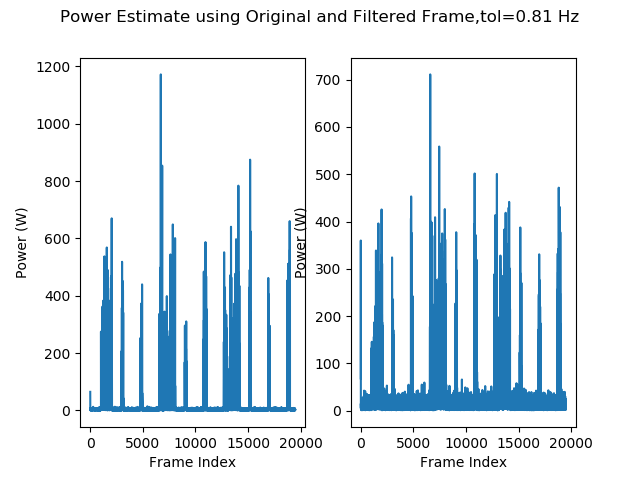 Power Estimate using Original and Filtered Frame,tol=0.81 Hz
1200
1000
800
600
400
200
0
Power (W)
0 5000 10000 15000 20000
Frame Index
700
600
500
400
300
200
100
0
Power (W)
0 5000 10000 15000 20000
Frame Index